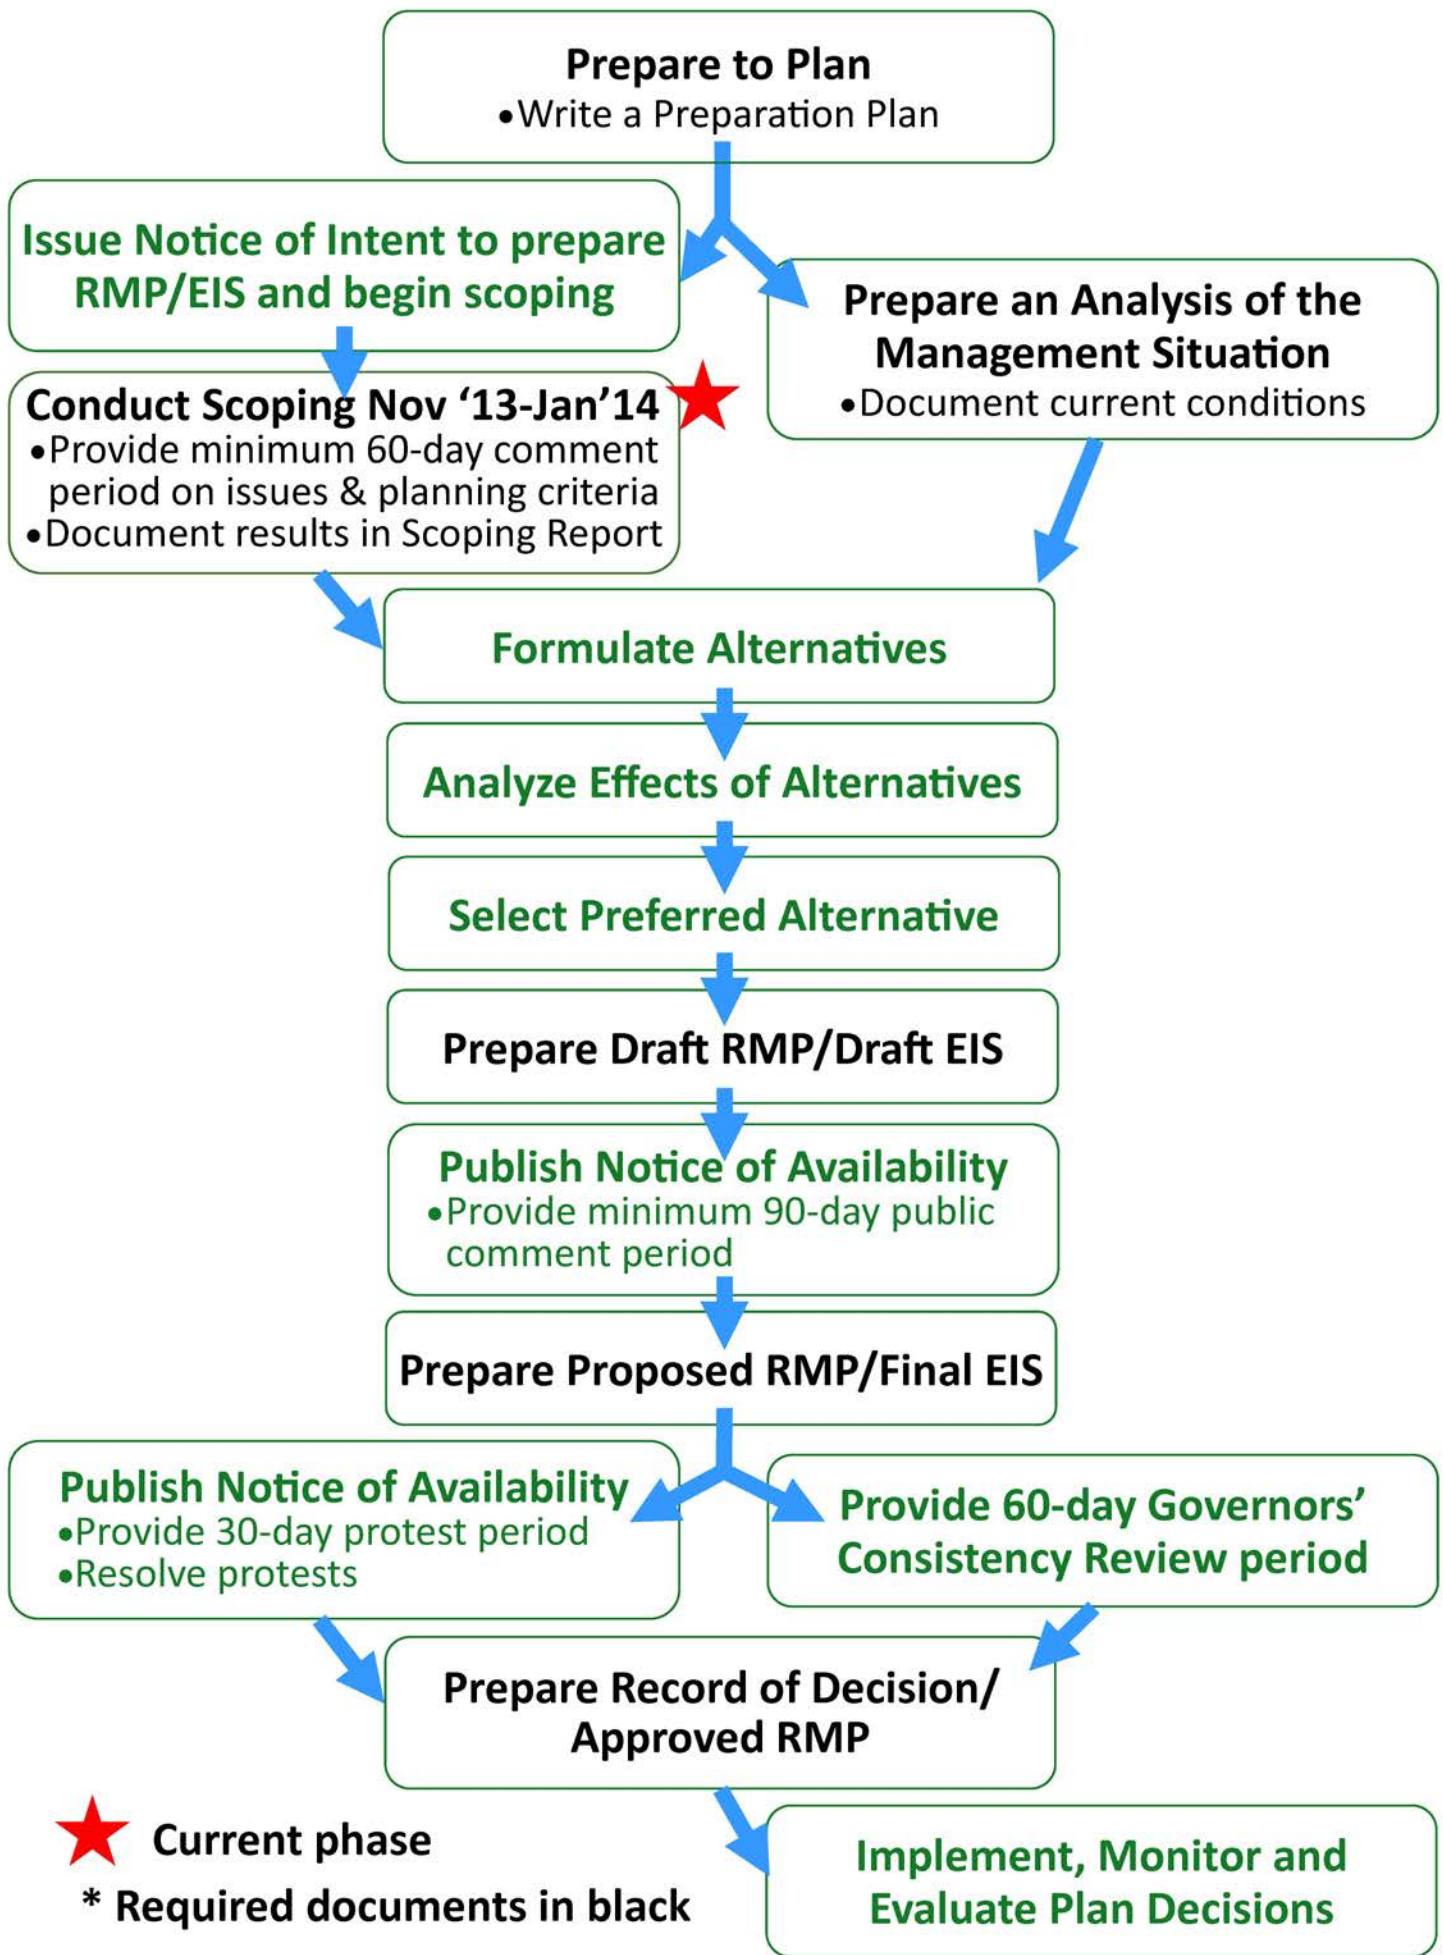 Prepare to Plan
•Write a Preparation Plan
Issue Notice of Intent to prepare
RMP/EIS and begin scoping
Prepare an Analysis of the
Management Situation
•Document current conditions
Conduct Scoping Nov ‘13-Jan’14
•Provide minimum 60-day comment
period on issues & planning criteria
•Document results in Scoping Report
Formulate Alternatives
Analyze Effects of Alternatives
Select Preferred Alternative
Prepare Draft RMP/Draft EIS
Publish Notice of Availability
•Provide minimum 90-day public
comment period
Prepare Proposed RMP/Final EIS
Publish Notice of Availability
•Provide 30-day protest period
•Resolve protests
Provide 60-day Governors’
Consistency Review period
Prepare Record of Decision/
Approved RMP
Implement, Monitor and
Evaluate Plan Decisions
Current phase
* Required documents in black